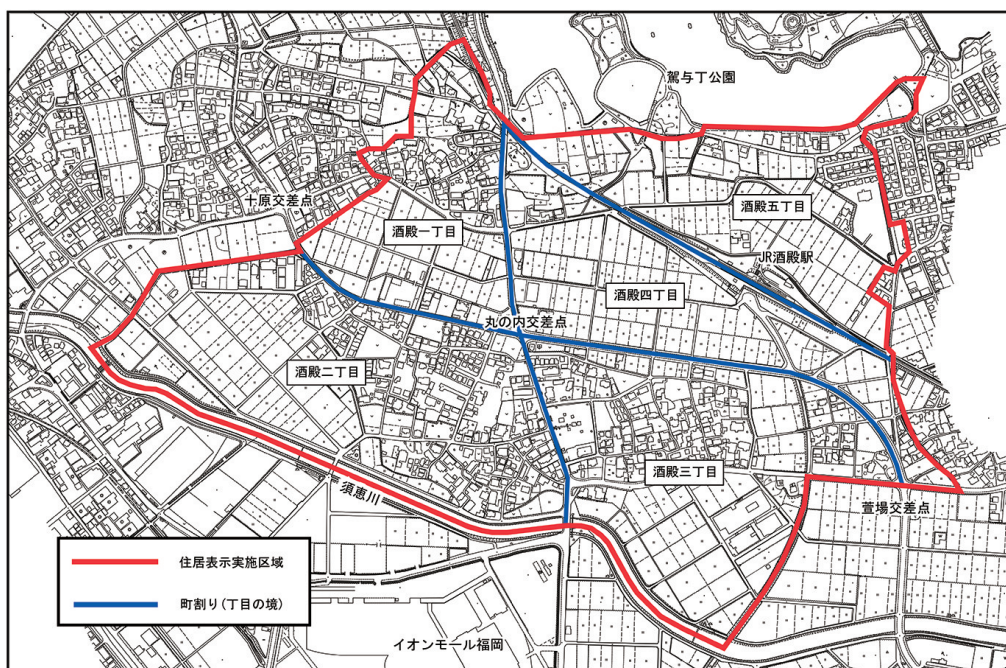 駕与丁公園
十原交差点
酒殿一丁目
酒殿五丁目
JR酒殿駅
酒殿四丁目
丸の内交差点
酒殿二丁目
酒殿三丁目
須恵川
萱場交差点
住居表示実施区域
町割り(丁目の境)
イオンモール福岡